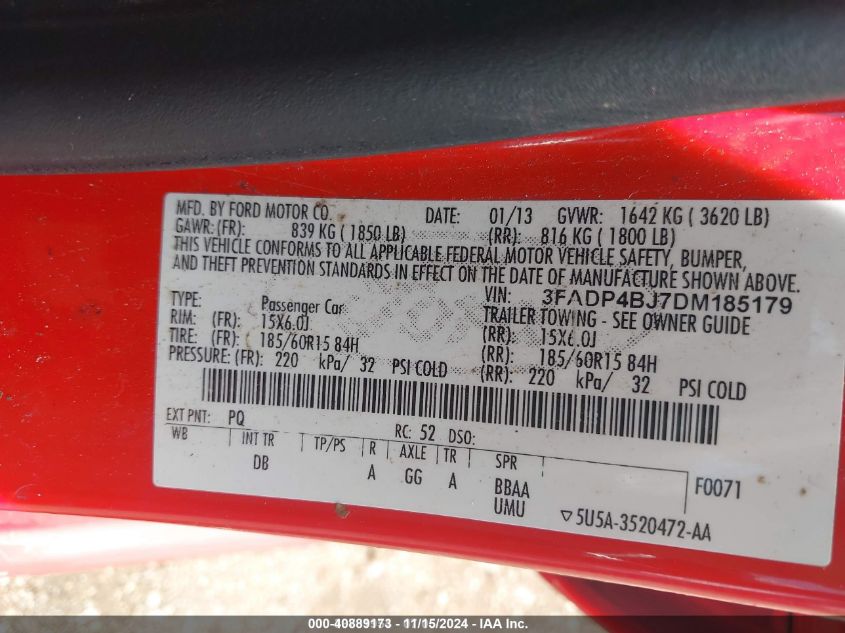 MFD. BY FORD MOTOR CO. DATE: 01/13 GVWR: 1642 KG ( 3620 LB)
GAWR: (FR): 839 KG ( 1850 LB) (RR): 816 KG ( 1800 LB)
THIS VEHICLE CONFORMS TO ALL APPLICABLE FEDERAL MOTOR VEHICLE SAFETY, BUMPER,
AND THEFT PREVENTION STANDARDS IN EFFECT ON THE DATE OF MANUFACTURE SHOWN ABOVE.
VIN: 3FADP4BJ7DM185179
TYPE: Passenger Car TRAILER TOWING - SEE OWNER GUIDE
RIM: (FR): 15X6.0J (RR): 15X6.0J
TIRE: (FR): 185/60R15 84H (RR): 185/60R15 84H
PRESSURE: (FR): 220 kPa/ 32 PSI COLD (RR): 220 kPa/ 32 PSI COLD
EXT PNT: PQ RC: 52 DSO:
WB INT TR TP/PS R AXLE TR SPR
DB A GG A BBAA F0071
UMU ▽5U5A-3520472-AA
000-40889173 - 11/15/2024 - IAA Inc.